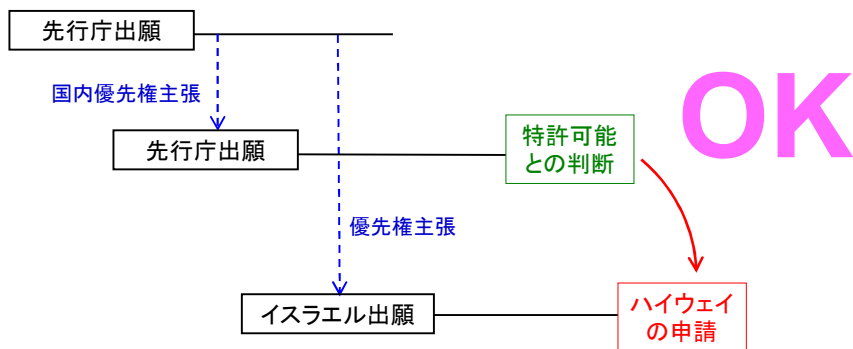 先行庁出願
国内優先権主張
OK
先行庁出願
特許可能
との判断
優先権主張
イスラエル出願
ハイウェイ
の申請